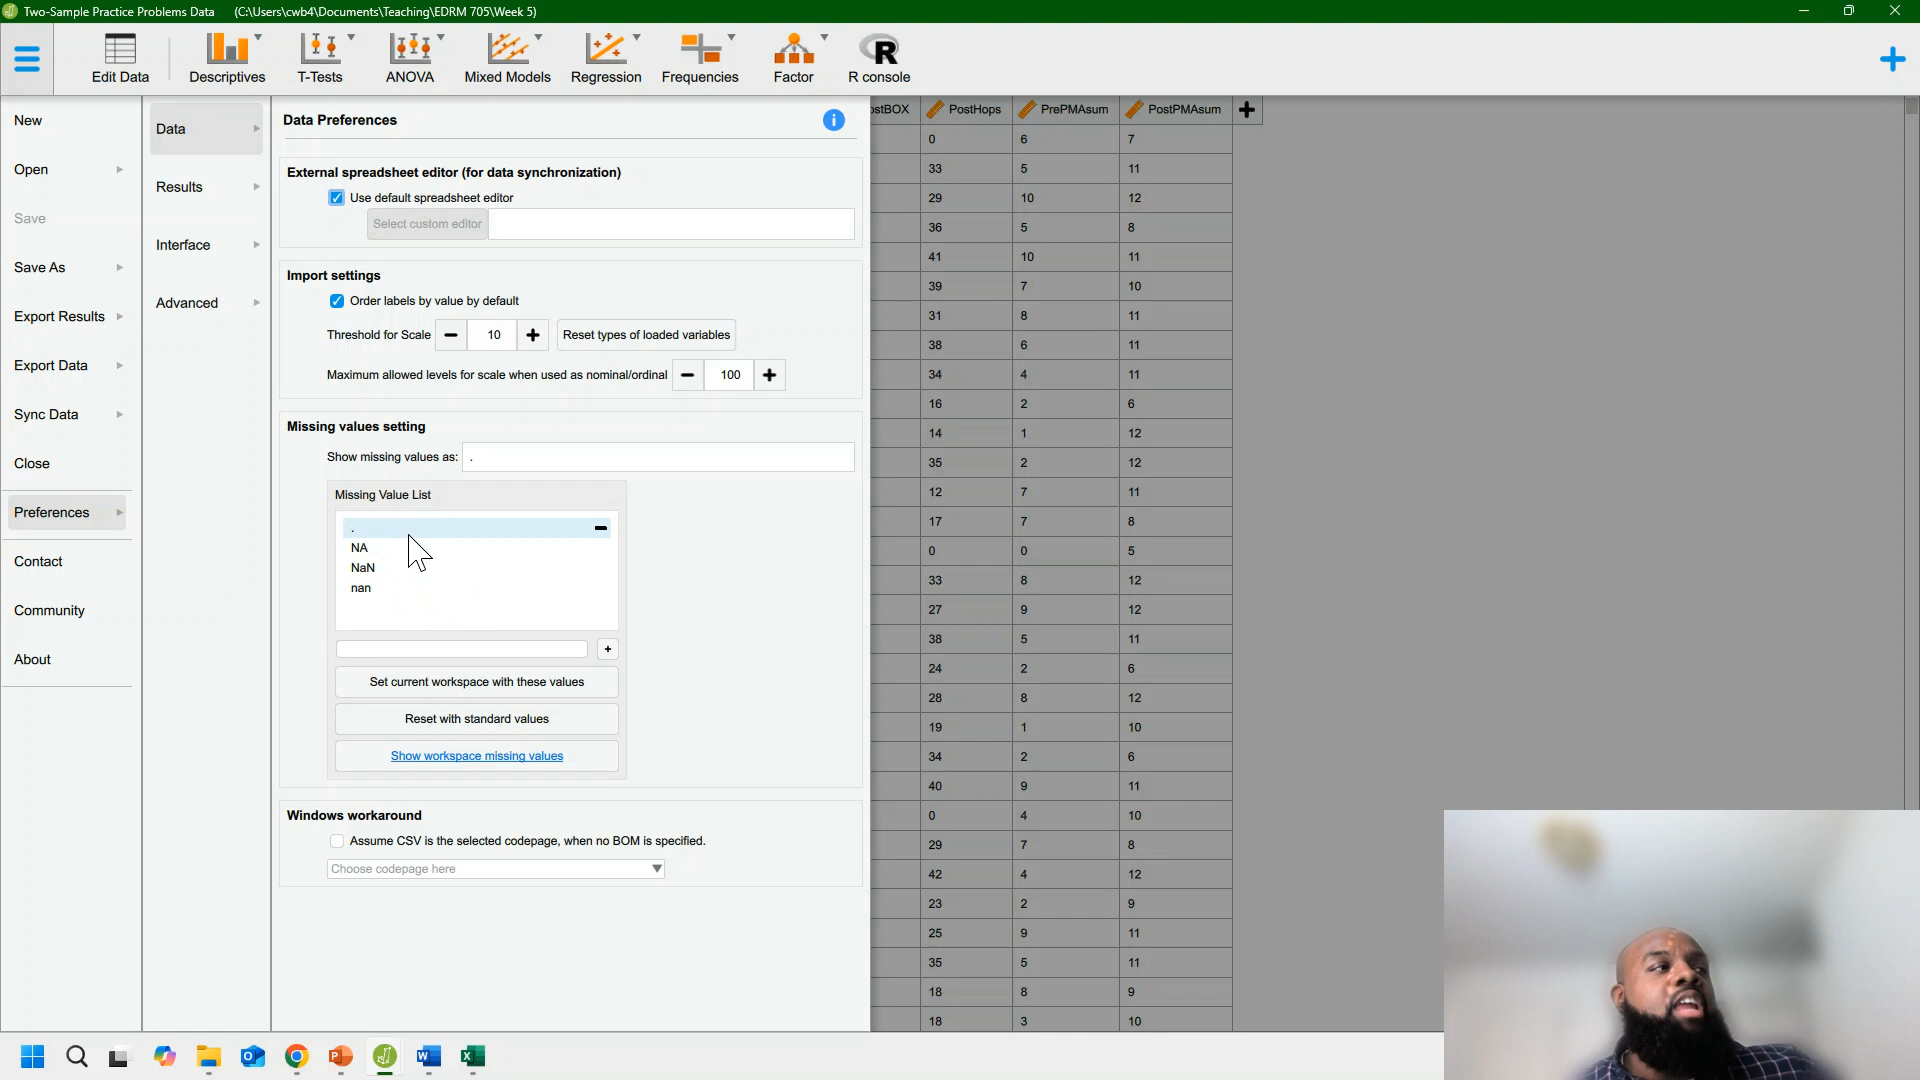 Two-Sample Practice Problems Data (C:\Users\cwb4\Documents\Teaching\EDRM 705\Week 5)
Edit Data
Descriptives
T-Tests
ANOVA
Mixed Models
Regression
Frequencies
Factor
R console
New
Open
Save
Save As
Export Results
Export Data
Sync Data
Close
Preferences
Contact
Community
About
Data
Results
Interface
Advanced
Data Preferences
External spreadsheet editor (for data synchronization)
Use default spreadsheet editor
Select custom editor
Import settings
Order labels by value by default
Threshold for Scale − 10 + Reset types of loaded variables
Maximum allowed levels for scale when used as nominal/ordinal − 100 +
Missing values setting
Show missing values as: .
Missing Value List
.
NA
NaN
nan
+
Set current workspace with these values
Reset with standard values
Show workspace missing values
Windows workaround
Assume CSV is the selected codepage, when no BOM is specified.
Choose codepage here
ostBOX PostHops PrePMAsum PostPMAsum
0 6 7
33 5 11
29 10 12
36 5 8
41 10 11
39 7 10
31 8 11
38 6 11
34 4 11
16 2 6
14 1 12
35 2 12
12 7 11
17 7 8
0 0 5
33 8 12
27 9 12
38 5 11
24 2 6
28 8 12
19 1 10
34 2 6
40 9 11
0 4 10
29 7 8
42 4 12
23 2 9
25 9 11
35 5 11
18 8 9
18 3 10